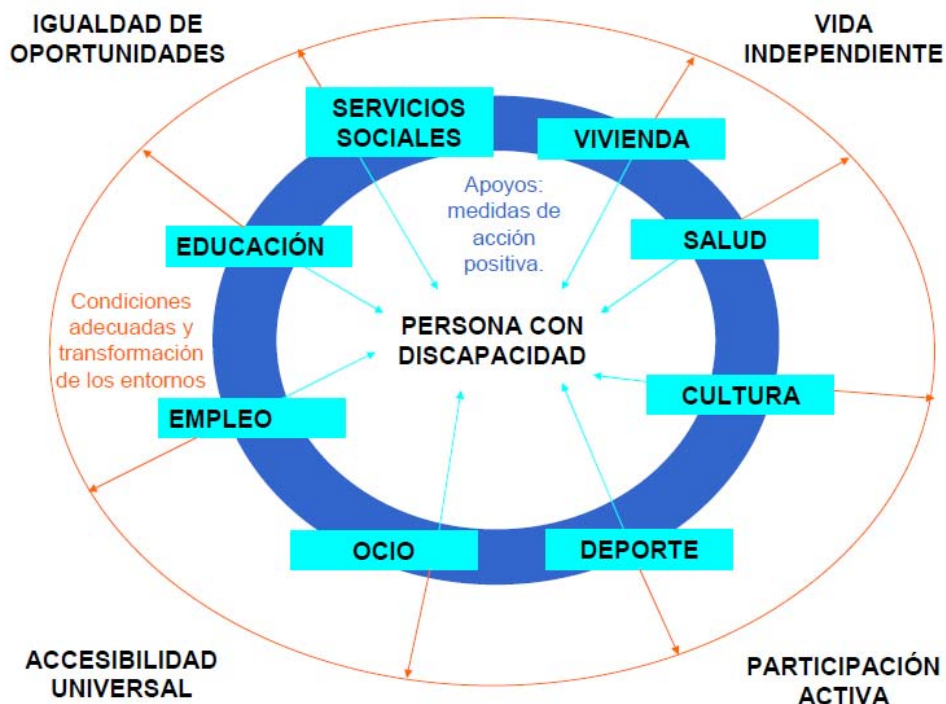 IGUALDAD DE
OPORTUNIDADES
VIDA
INDEPENDIENTE
SERVICIOS
SOCIALES
VIVIENDA
Apoyos:
medidas de
acción
positiva.
EDUCACIÓN
SALUD
Condiciones
adecuadas y
transformación
de los entornos
PERSONA CON
DISCAPACIDAD
EMPLEO
CULTURA
OCIO
DEPORTE
ACCESIBILIDAD
UNIVERSAL
PARTICIPACIÓN
ACTIVA